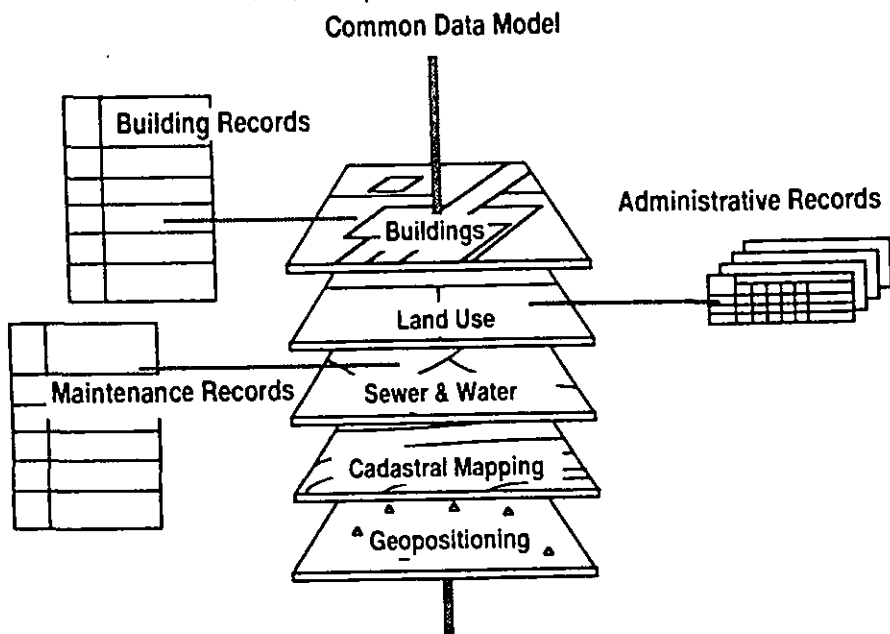 Common Data Model
Building Records
Administrative Records
Buildings
Land Use
Maintenance Records
Sewer & Water
Cadastral Mapping
Geopositioning